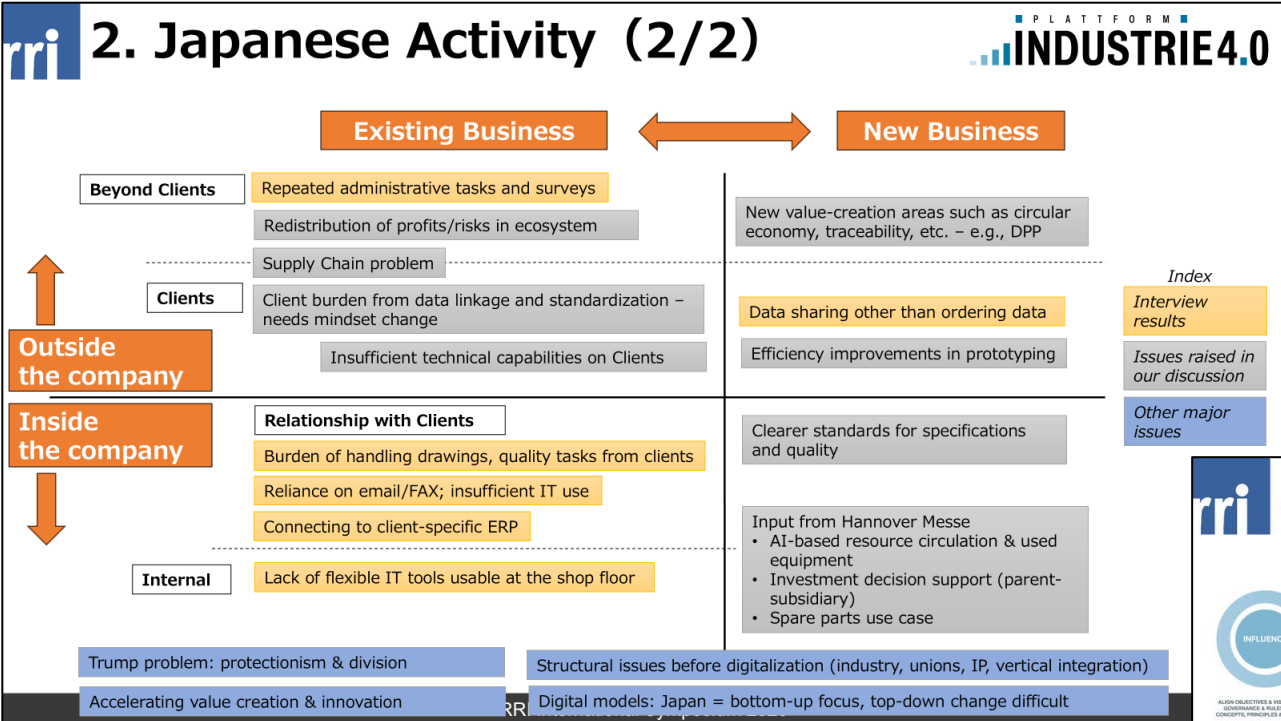 rri
2. Japanese Activity（2/2）
PLATTFORM
INDUSTRIE4.0
Existing Business
New Business
Beyond Clients
Repeated administrative tasks and surveys
Redistribution of profits/risks in ecosystem
Supply Chain problem
New value-creation areas such as circular
economy, traceability, etc. – e.g., DPP
Clients
Client burden from data linkage and standardization –
needs mindset change
Insufficient technical capabilities on Clients
Data sharing other than ordering data
Efficiency improvements in prototyping
Index
Interview
results
Issues raised in
our discussion
Other major
issues
Outside
the company
Inside
the company
Relationship with Clients
Burden of handling drawings, quality tasks from clients
Reliance on email/FAX; insufficient IT use
Connecting to client-specific ERP
Clearer standards for specifications
and quality
Internal
Lack of flexible IT tools usable at the shop floor
Input from Hannover Messe
• AI-based resource circulation & used
equipment
• Investment decision support (parent-
subsidiary)
• Spare parts use case
Trump problem: protectionism & division
Structural issues before digitalization (industry, unions, IP, vertical integration)
Accelerating value creation & innovation
Digital models: Japan = bottom-up focus, top-down change difficult
rri
ALIGN OBJECTIVES &
GOVERNANCE &
CONCEPTS, PRINCIPLES